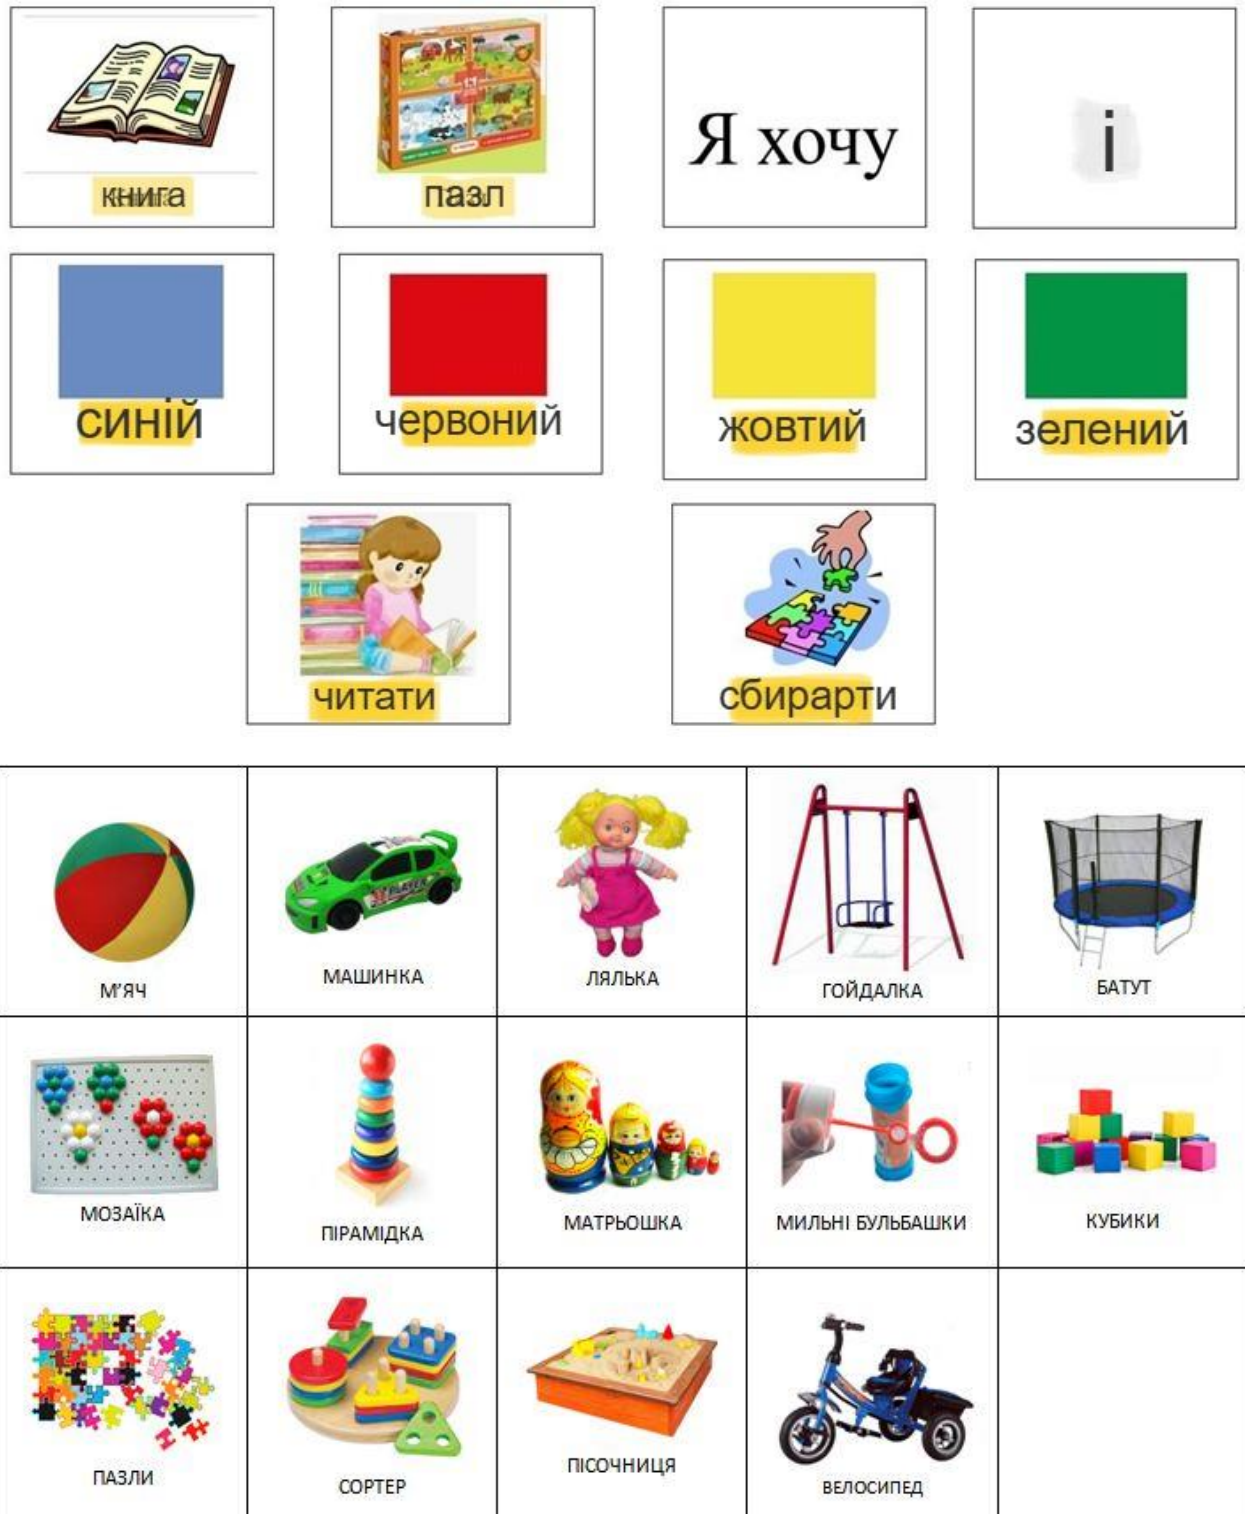 книга
пазл
Я хочу
і
синій
червоний
жовтий
зелений
читати
сбирарти
М'ЯЧ
МАШИНКА
ЛЯЛЬКА
ГОЙДАЛКА
БАТУТ
МОЗАЇКА
ПІРАМІДКА
МАТРЬОШКА
МИЛЬНІ БУЛЬБАШКИ
КУБИКИ
ПАЗЛИ
СОРТЕР
ПІСОЧНИЦЯ
ВЕЛОСИПЕД